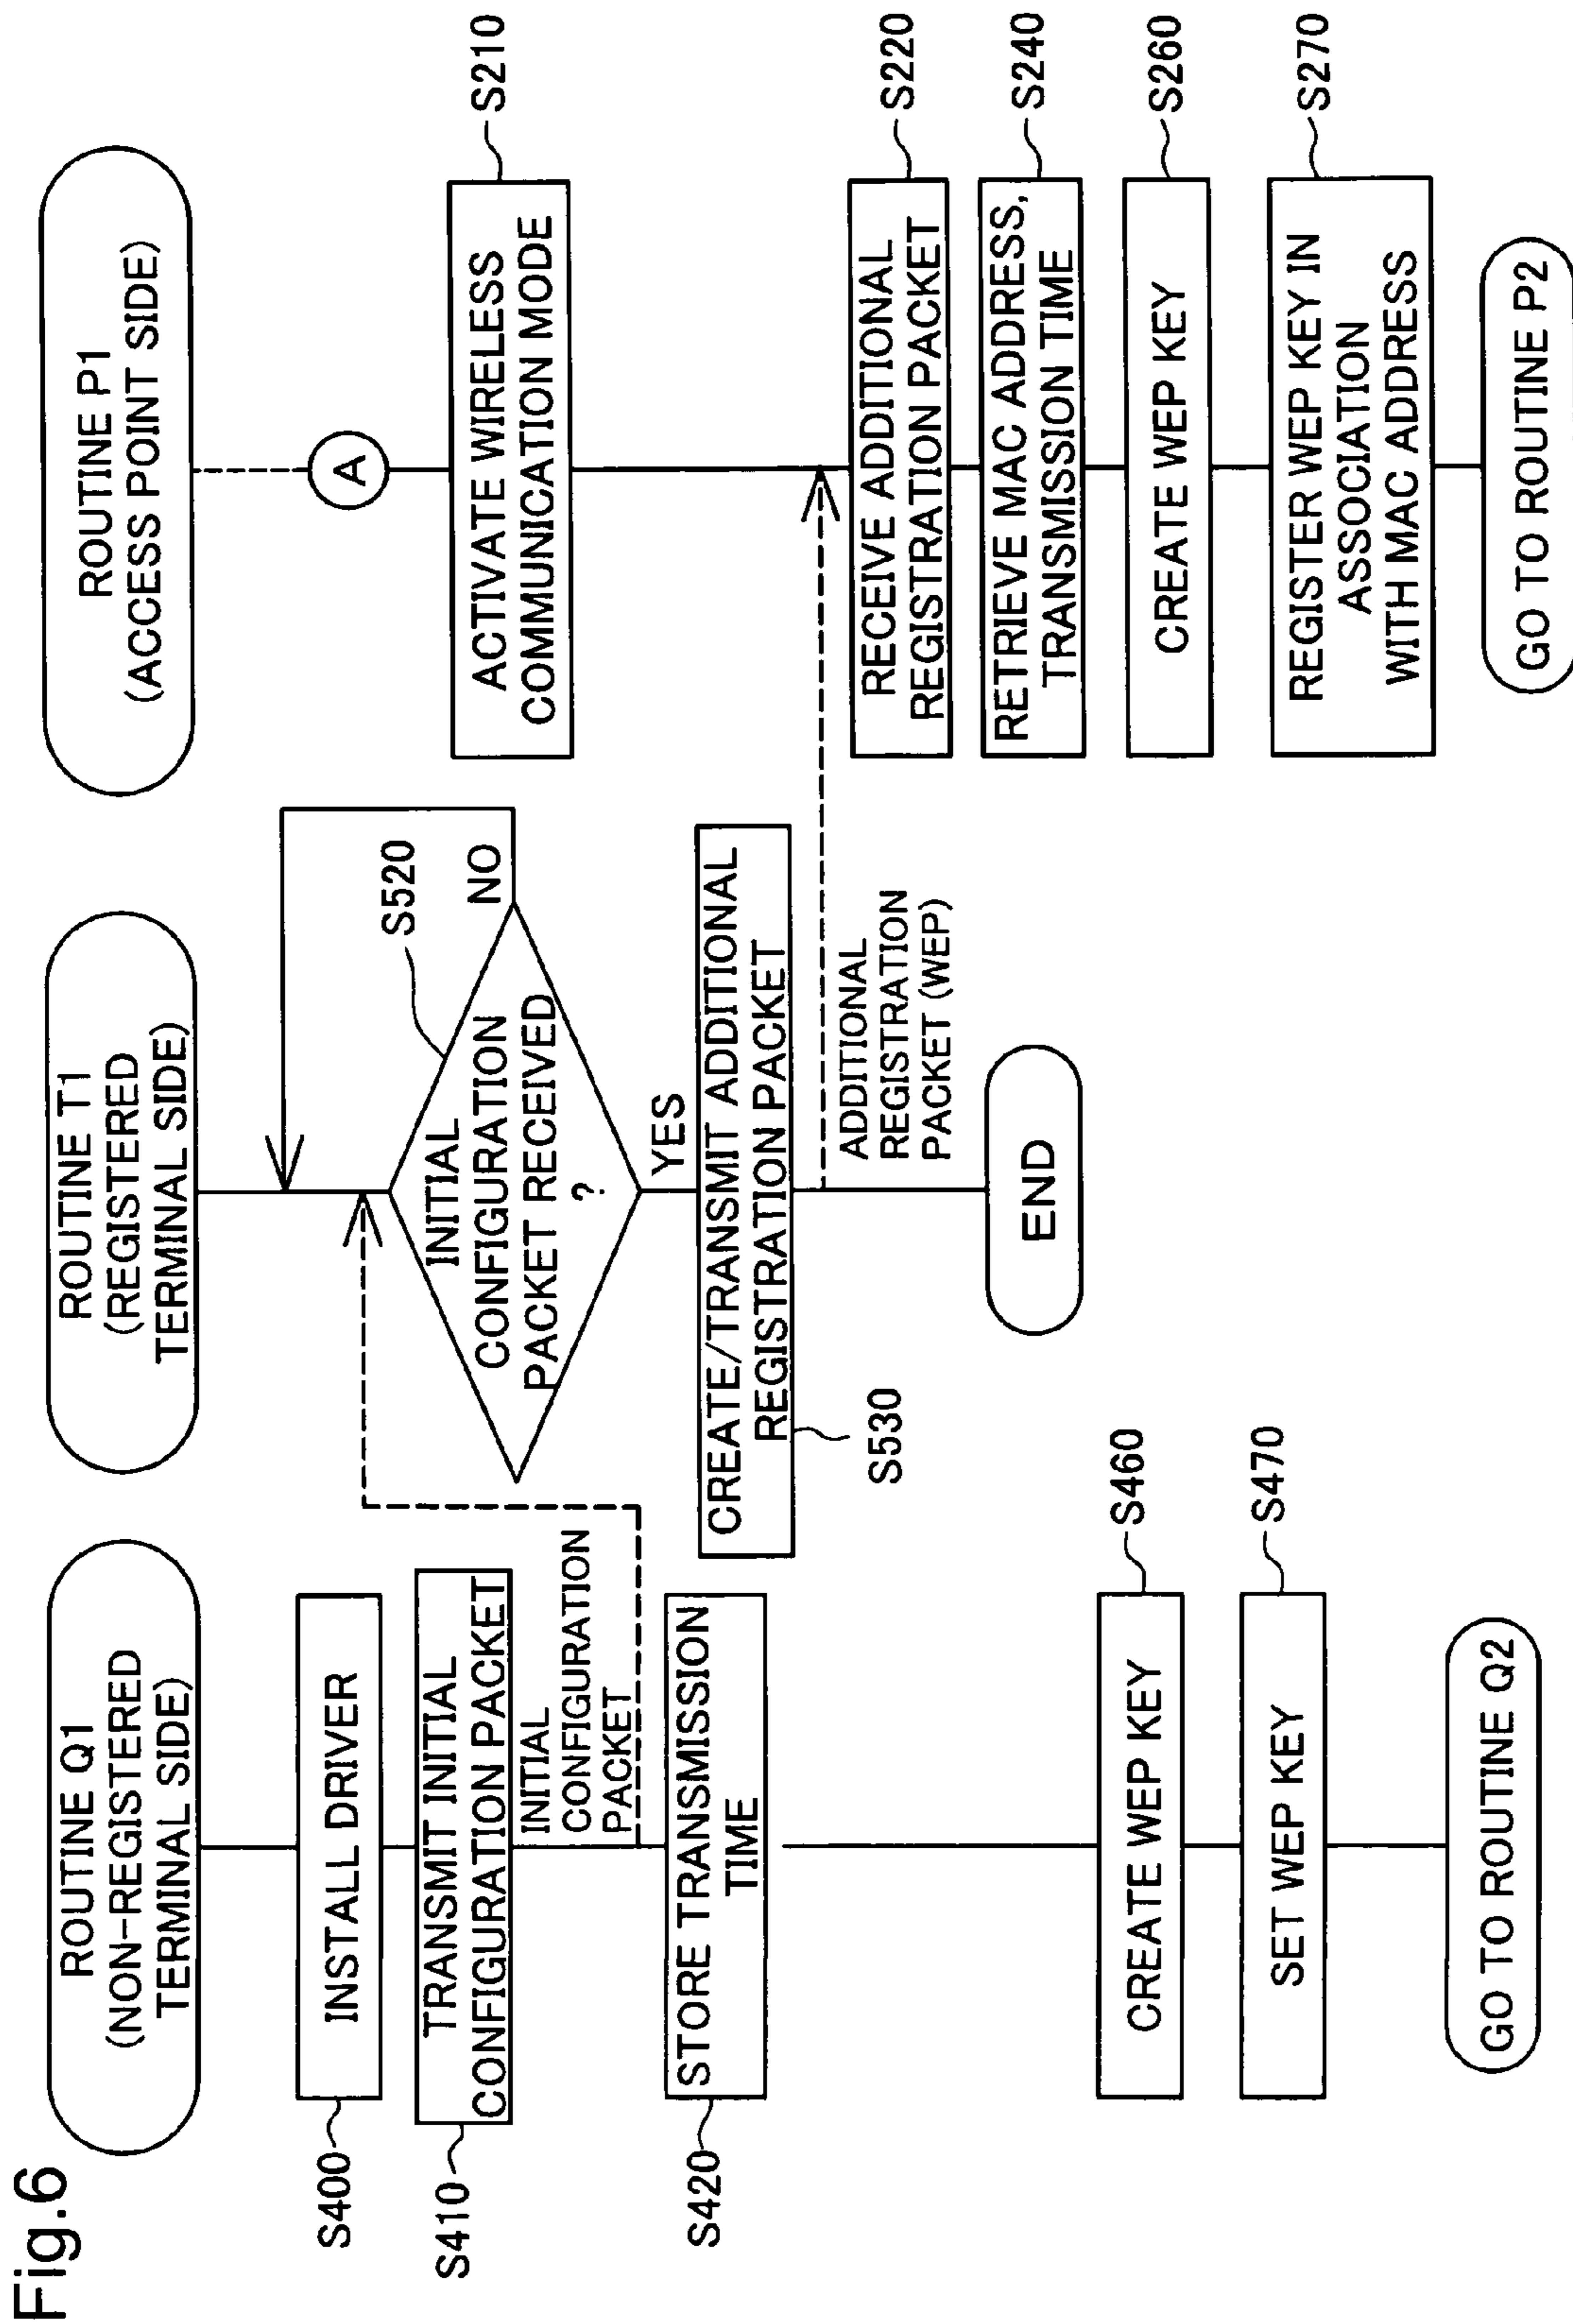 Fig.6
ROUTINE Q1
(NON-REGISTERED
TERMINAL SIDE)
S400
INSTALL DRIVER
S410
TRANSMIT INITIAL
CONFIGURATION PACKET
INITIAL
CONFIGURATION
PACKET
S420
STORE TRANSMISSION
TIME
S460
CREATE WEP KEY
S470
SET WEP KEY
GO TO ROUTINE Q2
ROUTINE T1
(REGISTERED
TERMINAL SIDE)
S520
INITIAL
CONFIGURATION
PACKET RECEIVED
?
NO
YES
CREATE/TRANSMIT ADDITIONAL
REGISTRATION PACKET
S530
ADDITIONAL
REGISTRATION
PACKET (WEP)
END
ROUTINE P1
(ACCESS POINT SIDE)
A
ACTIVATE WIRELESS
COMMUNICATION MODE
S210
RECEIVE ADDITIONAL
REGISTRATION PACKET
S220
RETRIEVE MAC ADDRESS,
TRANSMISSION TIME
S240
CREATE WEP KEY
S260
REGISTER WEP KEY IN
ASSOCIATION
WITH MAC ADDRESS
S270
GO TO ROUTINE P2